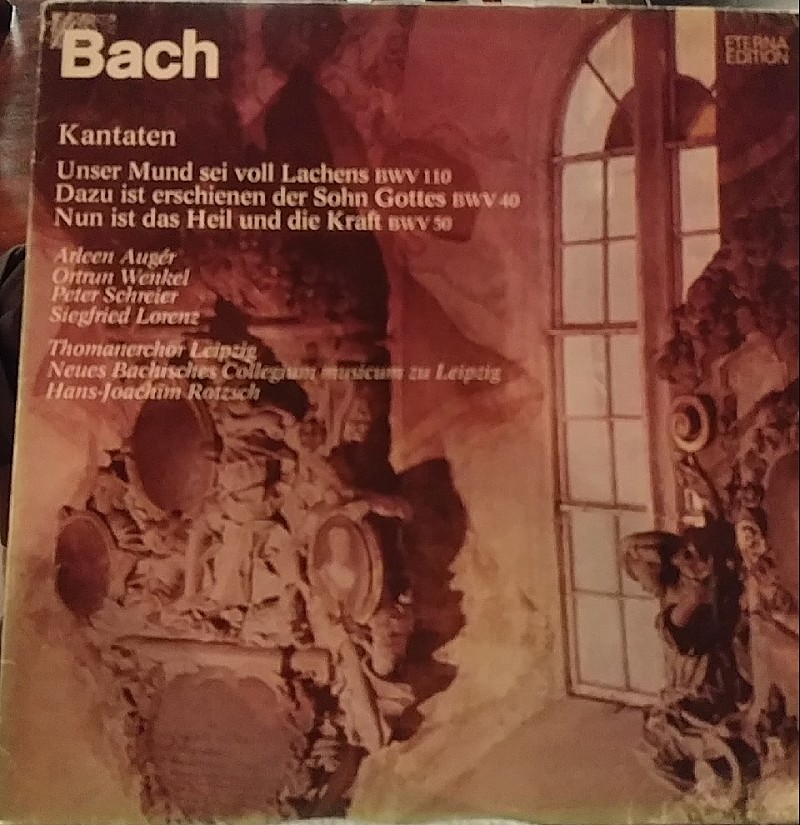 Bach
ETERNA
EDITION
Kantaten
Unser Mund sei voll Lachens BWV 110
Dazu ist erschienen der Sohn Gottes BWV 40
Nun ist das Heil und die Kraft BWV 50
Arleen Augér
Ortrun Wenkel
Peter Schreier
Siegfried Lorenz
Thomanerchor Leipzig
Neues Bachisches Collegium musicum zu Leipzig
Hans-Joachim Rotzsch